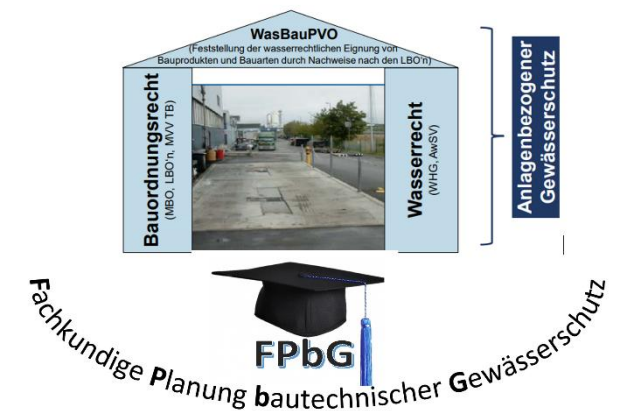 WasBauPVO
(Feststellung der wasserrechtlichen Eignung von
Bauprodukten und Bauarten durch Nachweise nach den LBO'n)
Bauordnungsrecht
(MBO, LBO'n, MVV TB)
Wasserrecht
(WHG, AwSV)
Anlagenbezogener
Gewässerschutz
FPbG
Fachkundige Planung bautechnischer Gewässerschutz